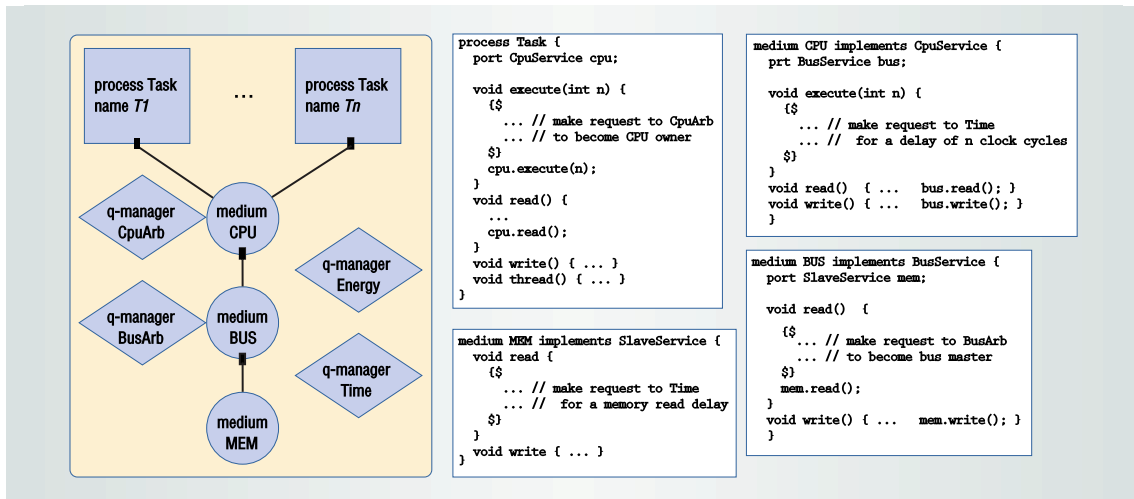 process Task
name T1
...
process Task
name Tn
q-manager
CpuArb
medium
CPU
q-manager
Energy
q-manager
BusArb
medium
BUS
q-manager
Time
medium
MEM
process Task {
port CpuService cpu;
void execute(int n) {
{$
... // make request to CpuArb
... // to become CPU owner
$}
cpu.execute(n);
}
void read() {
...
cpu.read();
}
void write() { ... }
void thread() { ... }
}
medium MEM implements SlaveService {
void read {
{$
... // make request to Time
... //  for a memory read delay
$}
}
void write { ... }
}
medium CPU implements CpuService {
prt BusService bus;
void execute(int n) {
{$
... // make request to Time
... //  for a delay of n clock cycles
$}
}
void read()  { ...   bus.read(); }
void write() { ...   bus.write(); }
}
medium BUS implements BusService {
port SlaveService mem;
void read()  {
{$
... // make request to BusArb
... // to become bus master
$}
mem.read();
}
void write() { ...   mem.write(); }
}